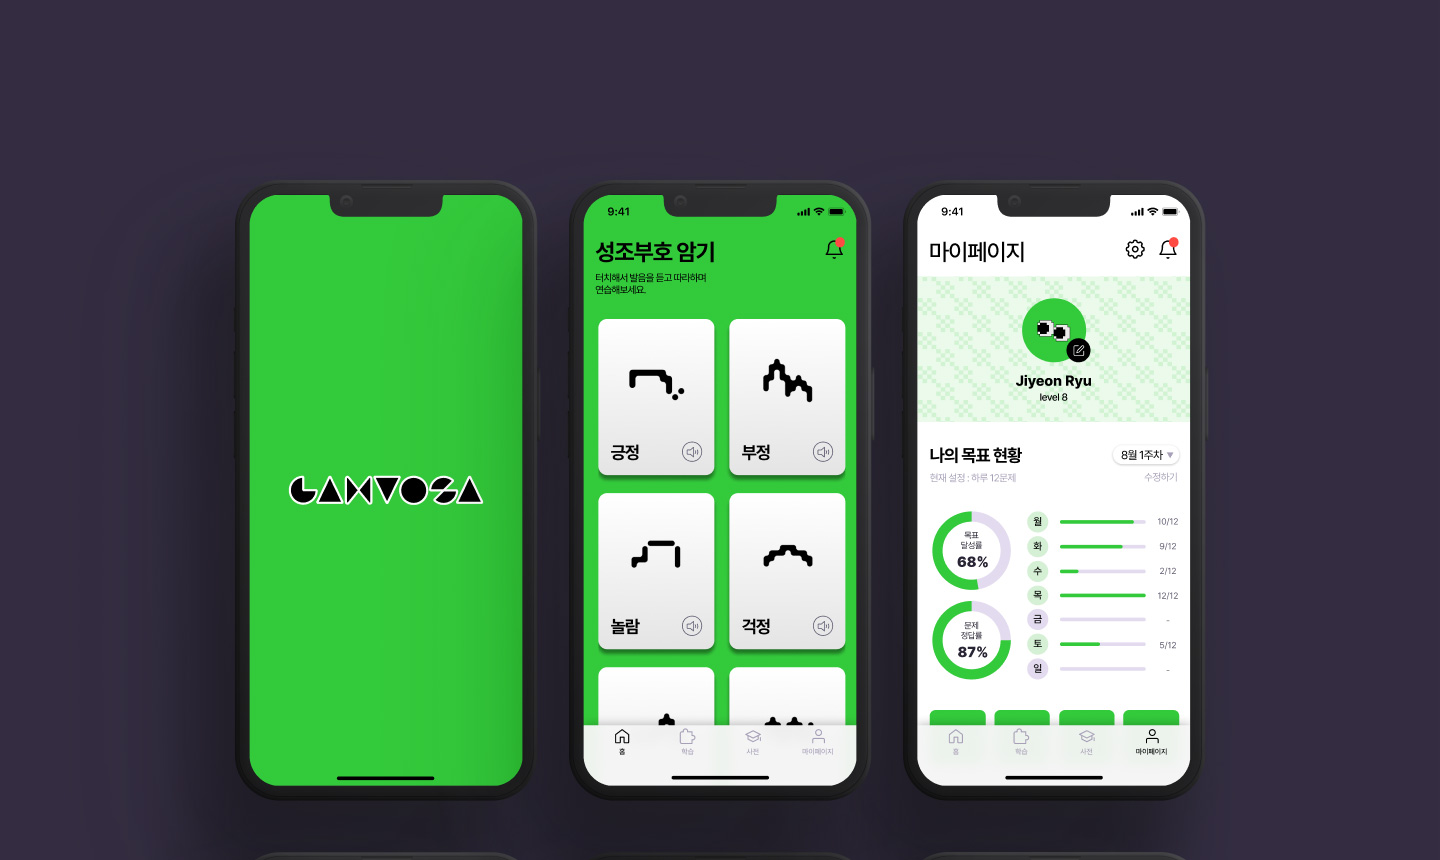 LAMYOSA
9:41
성조부호 암기
터치해서 발음을 듣고 따라하며
연습해보세요.
긍정
부정
놀람
걱정
홈
학습
사전
마이페이지
9:41
마이페이지
Jiyeon Ryu
level 8
나의 목표 현황
8월 1주차
현재 설정 : 하루 12문제
수정하기
목표
달성률
68%
문제
정답률
87%
월 10/12
화 9/12
수 2/12
목 12/12
금 -
토 5/12
일 -
홈
학습
사전
마이페이지